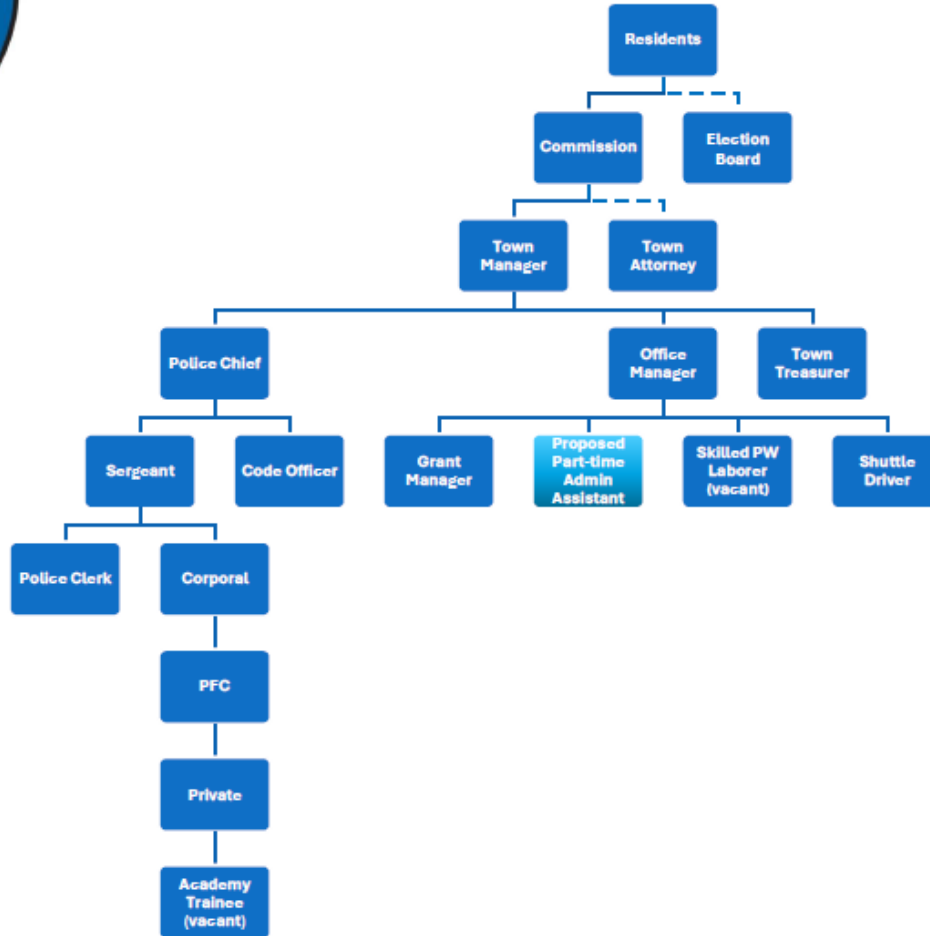 Residents
Commission
Election
Board
Town
Manager
Town
Attorney
Police Chief
Office
Manager
Town
Treasurer
Sergeant
Code Officer
Grant
Manager
Proposed
Part-time
Admin
Assistant
Skilled PW
Laborer
(vacant)
Shuttle
Driver
Police Clerk
Corporal
PFC
Private
Academy
Trainee
(vacant)